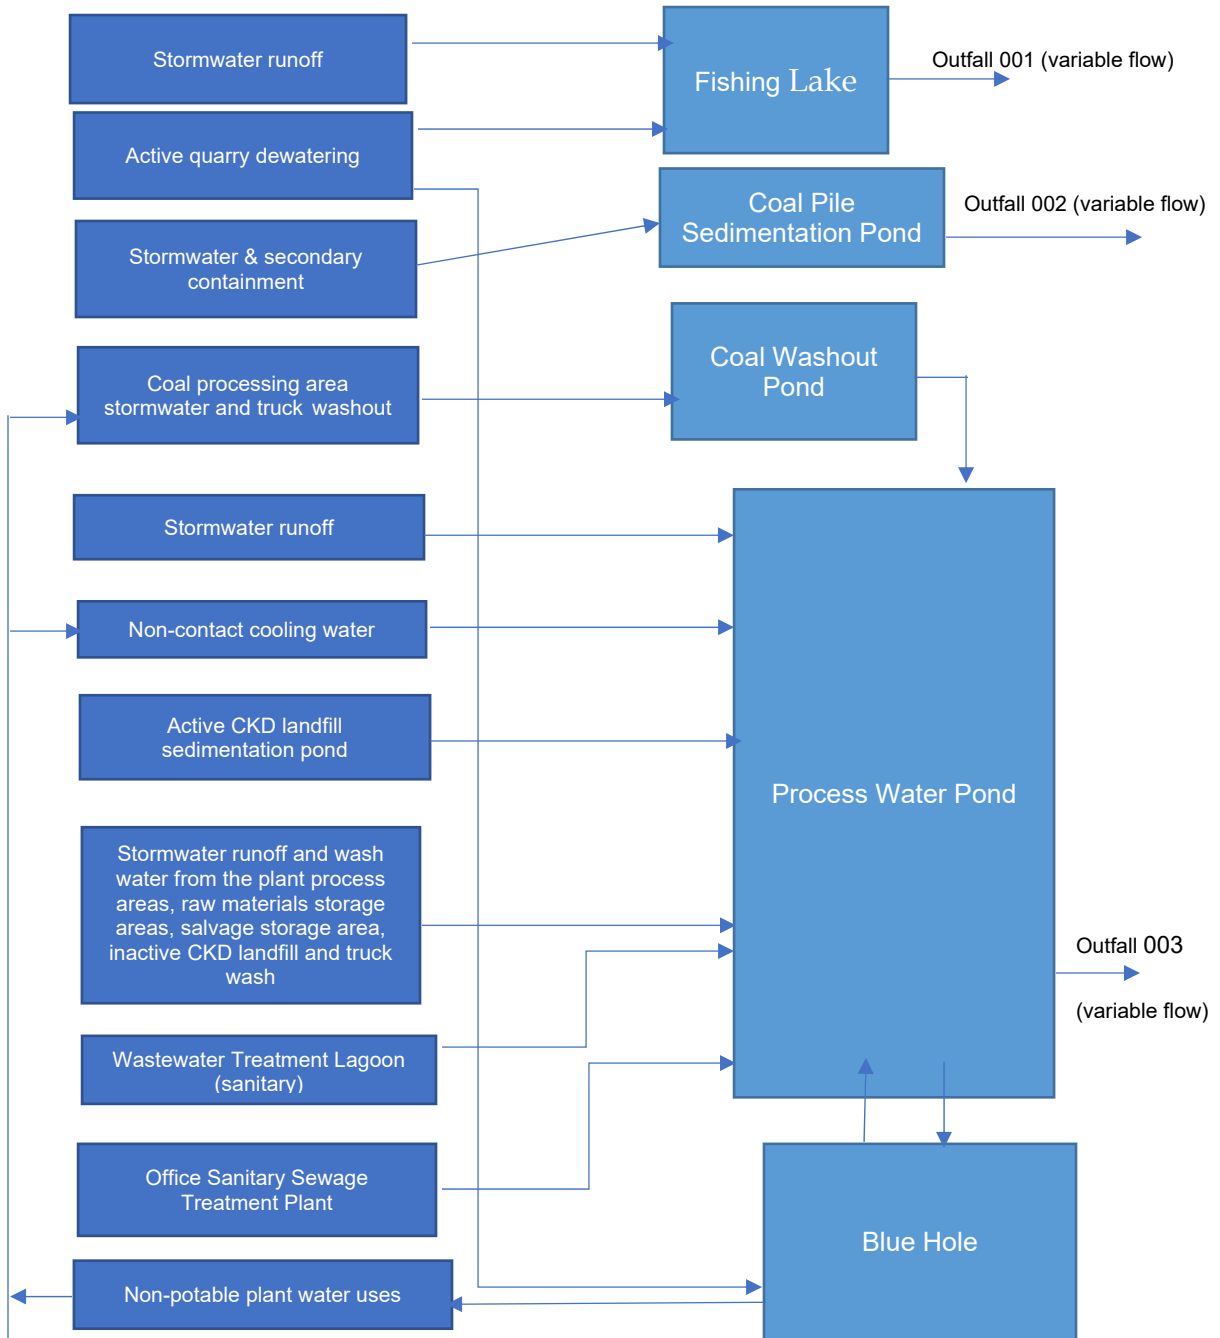 Stormwater runoff
Fishing Lake
Outfall 001 (variable flow)
Active quarry dewatering
Coal Pile
Sedimentation Pond
Outfall 002 (variable flow)
Stormwater & secondary
containment
Coal processing area
stormwater and truck washout
Coal Washout
Pond
Stormwater runoff
Non-contact cooling water
Active CKD landfill
sedimentation pond
Process Water Pond
Stormwater runoff and wash
water from the plant process
areas, raw materials storage
areas, salvage storage area,
inactive CKD landfill and truck
wash
Outfall 003
(variable flow)
Wastewater Treatment Lagoon
(sanitary)
Office Sanitary Sewage
Treatment Plant
Blue Hole
Non-potable plant water uses